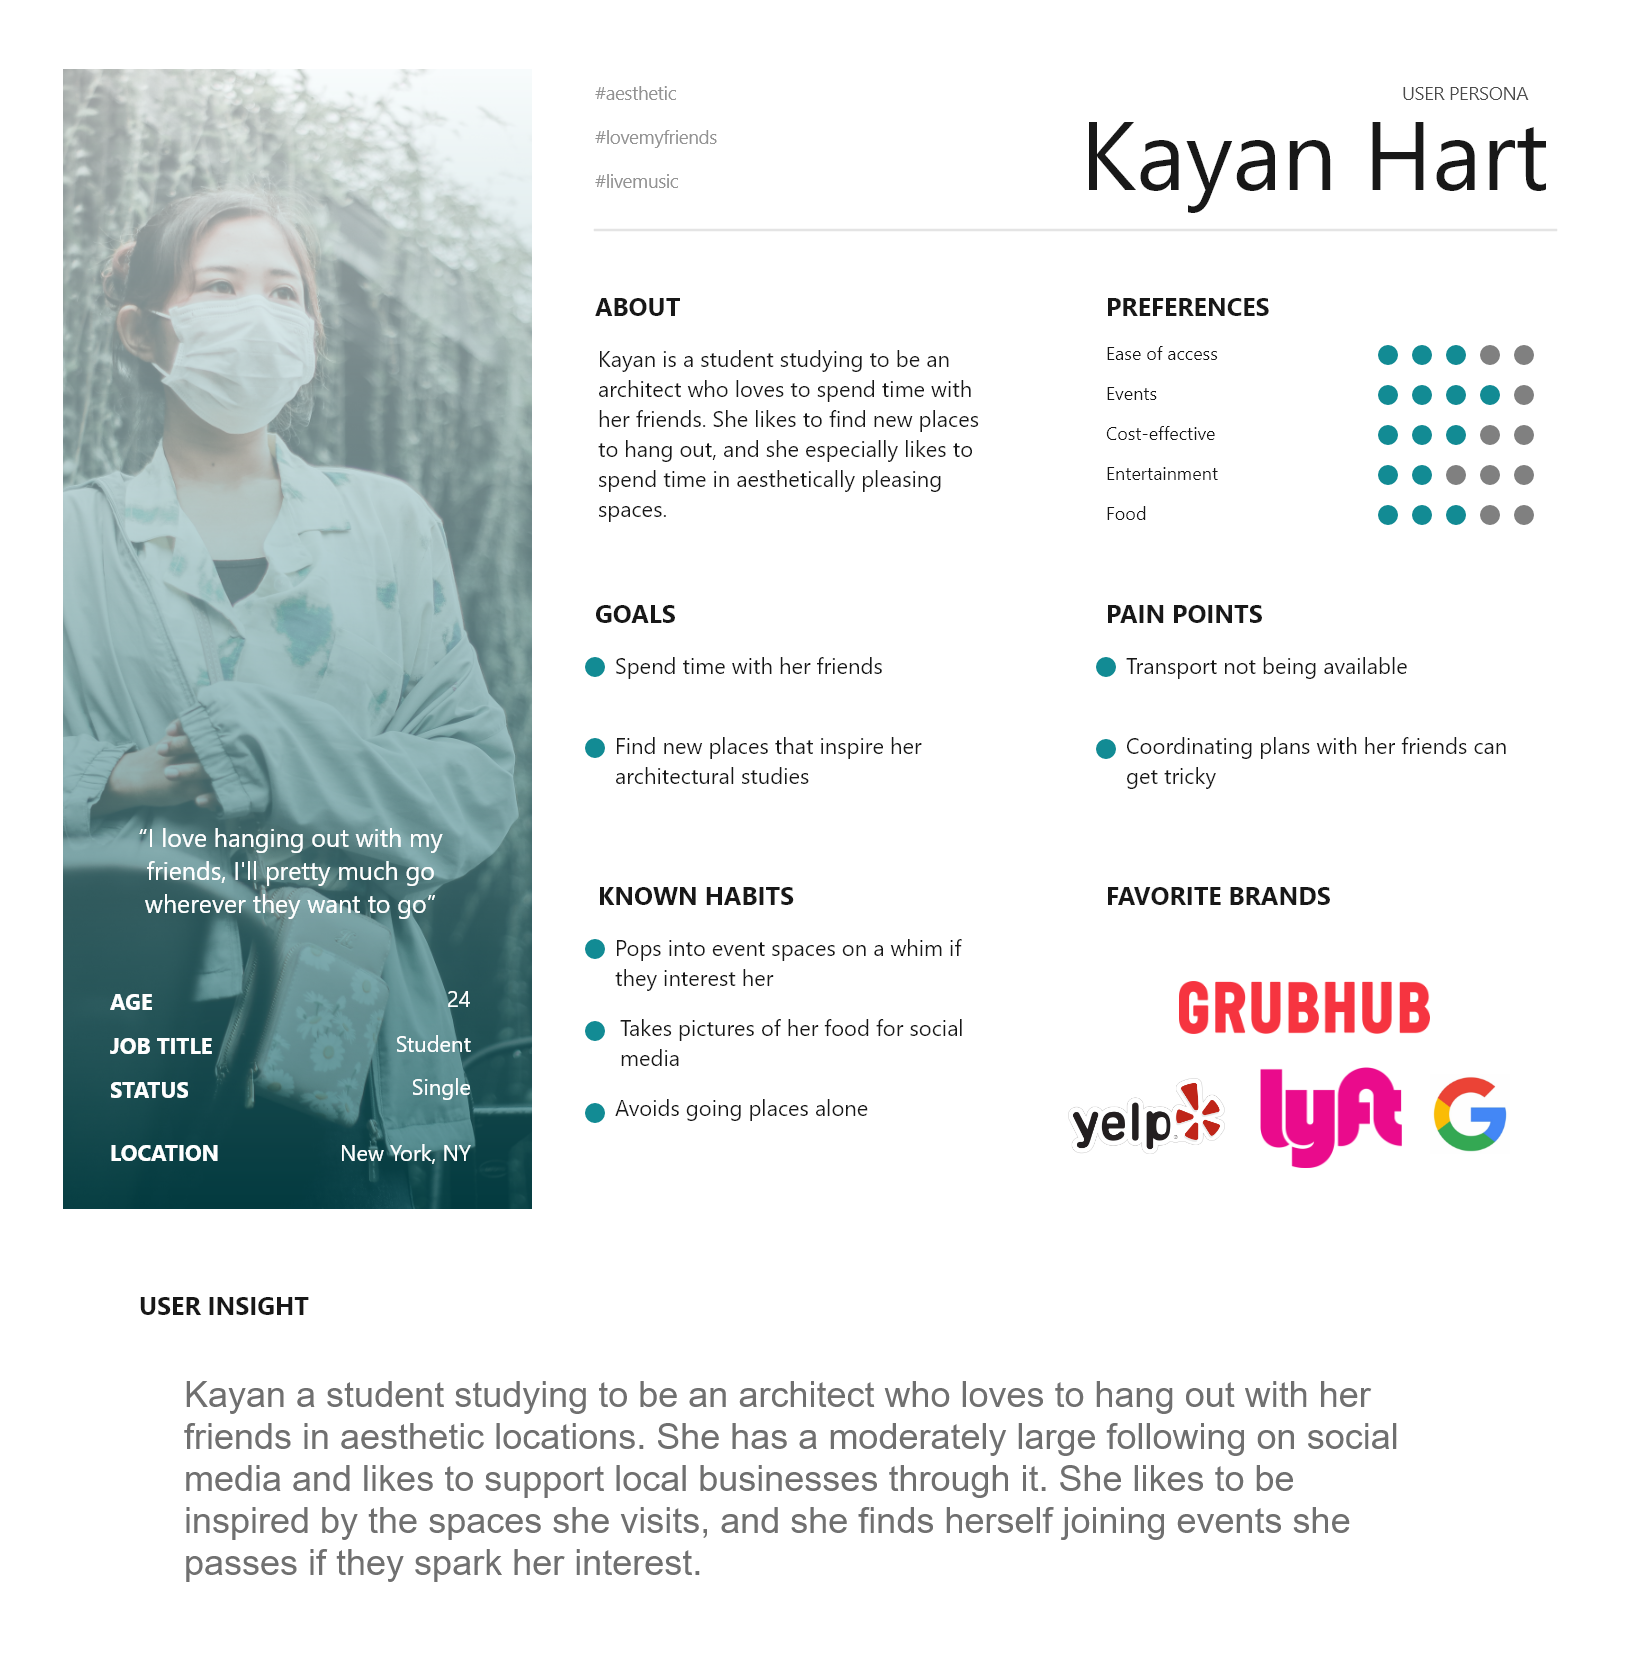 #aesthetic
#lovemyfriends
#livemusic
USER PERSONA
Kayan Hart
“I love hanging out with my
friends, I'll pretty much go
wherever they want to go”
AGE 24
JOB TITLE Student
STATUS Single
LOCATION New York, NY
ABOUT
Kayan is a student studying to be an
architect who loves to spend time with
her friends. She likes to find new places
to hang out, and she especially likes to
spend time in aesthetically pleasing
spaces.
PREFERENCES
Ease of access
Events
Cost-effective
Entertainment
Food
GOALS
Spend time with her friends
Find new places that inspire her
architectural studies
PAIN POINTS
Transport not being available
Coordinating plans with her friends can
get tricky
KNOWN HABITS
Pops into event spaces on a whim if
they interest her
Takes pictures of her food for social
media
Avoids going places alone
FAVORITE BRANDS
GRUBHUB
yelp
lyft
G
USER INSIGHT
Kayan a student studying to be an architect who loves to hang out with her
friends in aesthetic locations. She has a moderately large following on social
media and likes to support local businesses through it. She likes to be
inspired by the spaces she visits, and she finds herself joining events she
passes if they spark her interest.